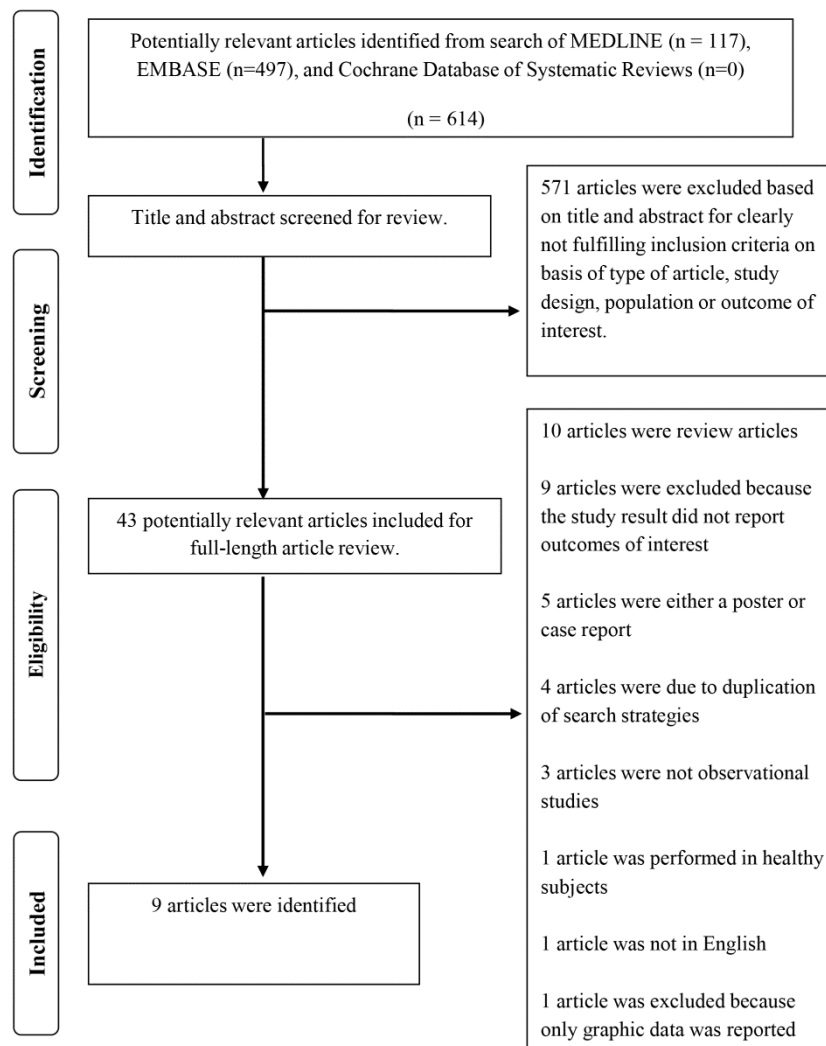 Identification
Potentially relevant articles identified from search of MEDLINE (n = 117),
EMBASE (n=497), and Cochrane Database of Systematic Reviews (n=0)
(n = 614)
Title and abstract screened for review.
571 articles were excluded based
on title and abstract for clearly
not fulfilling inclusion criteria on
basis of type of article, study
design, population or outcome of
interest.
Screening
Eligibility
43 potentially relevant articles included for
full-length article review.
10 articles were review articles
9 articles were excluded because
the study result did not report
outcomes of interest
5 articles were either a poster or
case report
4 articles were due to duplication
of search strategies
3 articles were not observational
studies
1 article was performed in healthy
subjects
1 article was not in English
1 article was excluded because
only graphic data was reported
Included
9 articles were identified